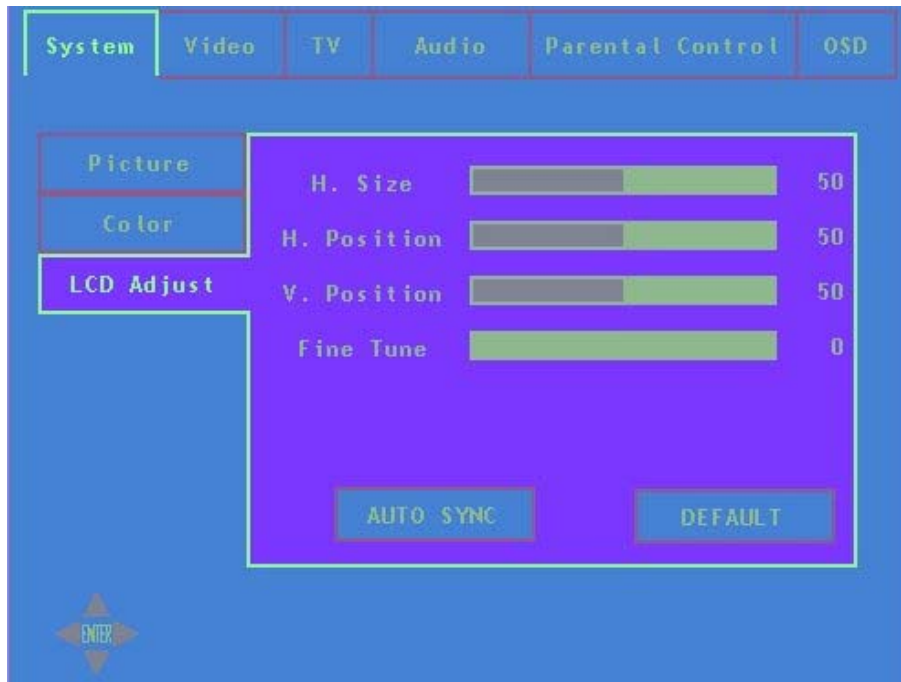 System Video TV Audio Parental Control OSD
Picture
Color
LCD Adjust
H. Size 50
H. Position 50
V. Position 50
Fine Tune 0
AUTO SYNC DEFAULT
ENTER